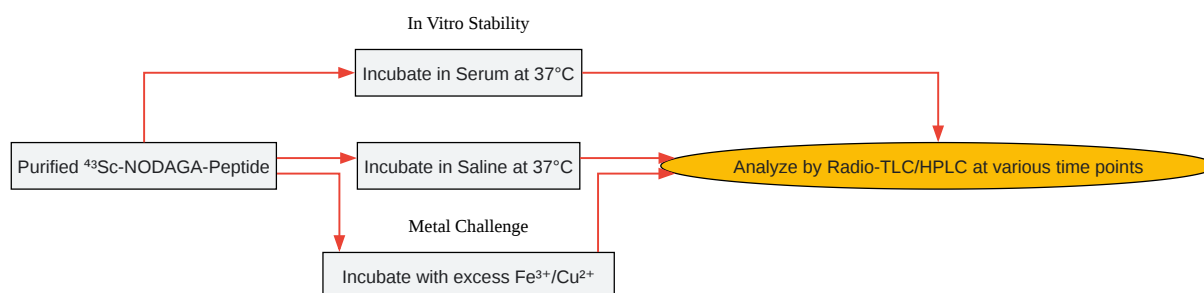 In Vitro Stability
Incubate in Serum at 37°C
Purified ⁴³Sc-NODAGA-Peptide
Incubate in Saline at 37°C
Analyze by Radio-TLC/HPLC at various time points
Metal Challenge
Incubate with excess Fe³⁺/Cu²⁺